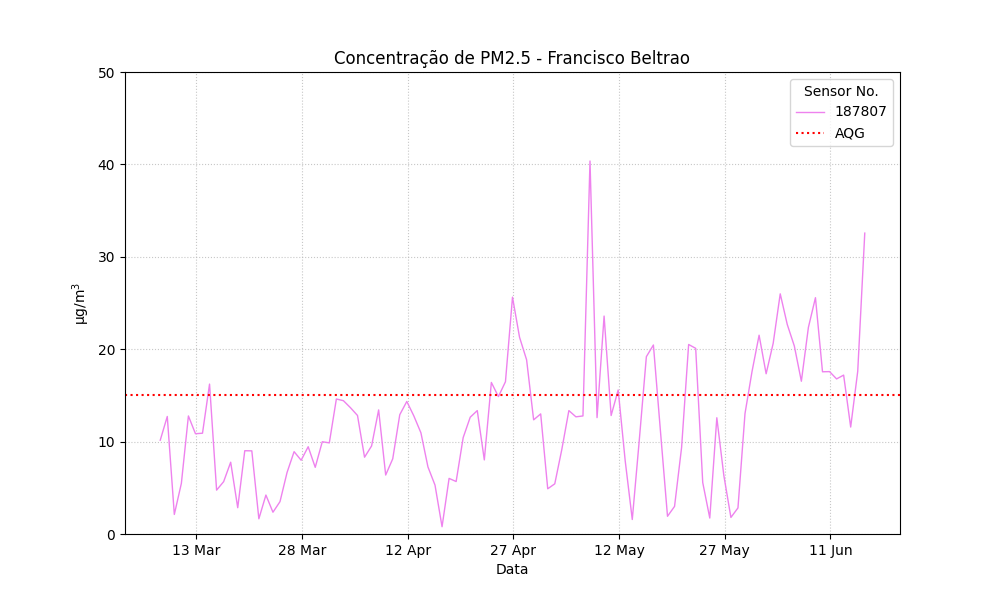 Concentração de PM2.5 - Francisco Beltrao
50
40
30
20
10
0
µg/m³
Sensor No.
187807
AQG
13 Mar
28 Mar
12 Apr
27 Apr
12 May
27 May
11 Jun
Data